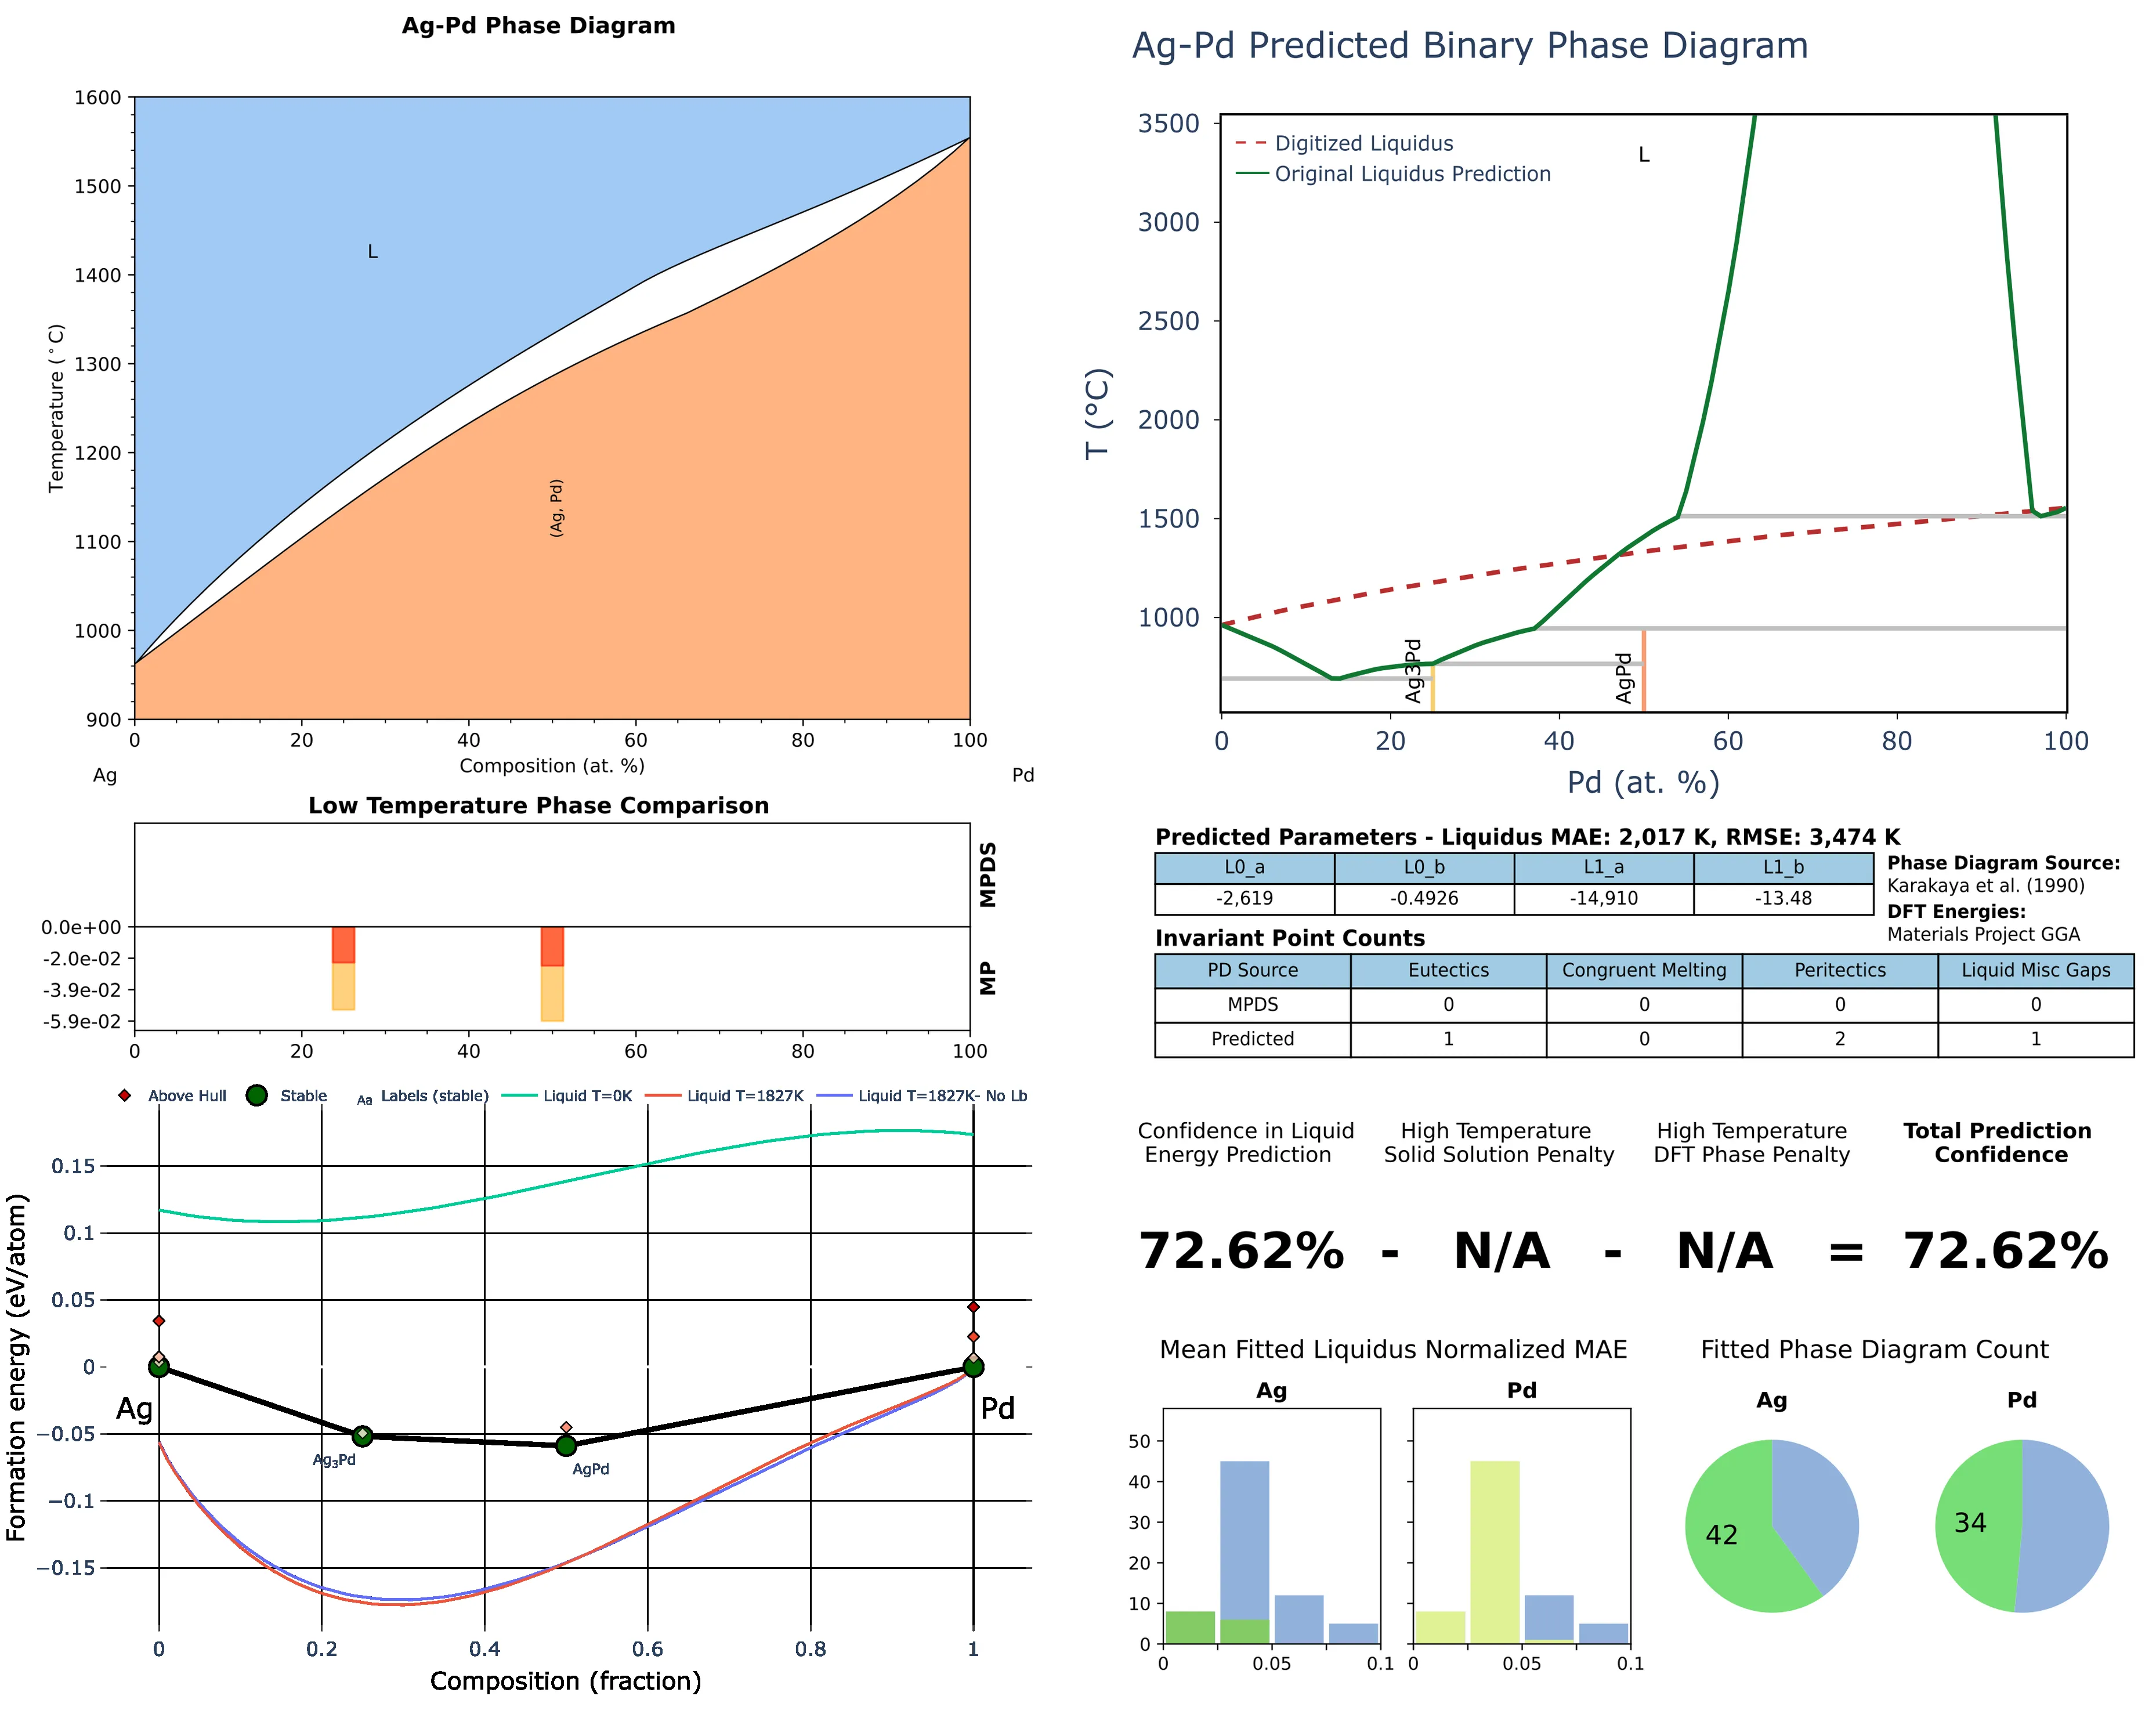 Ag-Pd Phase Diagram
1600
1500
1400
1300
1200
1100
1000
900
Temperature (°C)
L
(Ag, Pd)
0 20 40 60 80 100
Composition (at. %)
Ag Pd
Low Temperature Phase Comparison
MPDS
MP
0.0e+00
-2.0e-02
-3.9e-02
-5.9e-02
0 20 40 60 80 100
Above Hull Stable Aa Labels (stable) Liquid T=0K Liquid T=1827K Liquid T=1827K- No Lb
0.15
0.1
0.05
0
−0.05
−0.1
−0.15
Formation energy (eV/atom)
Ag
Pd
Ag3Pd
AgPd
0 0.2 0.4 0.6 0.8 1
Composition (fraction)
Ag-Pd Predicted Binary Phase Diagram
3500
3000
2500
2000
1500
1000
T (°C)
Digitized Liquidus
Original Liquidus Prediction
L
Ag3Pd
AgPd
0 20 40 60 80 100
Pd (at. %)
Predicted Parameters - Liquidus MAE: 2,017 K, RMSE: 3,474 K
L0_a L0_b L1_a L1_b
-2,619 -0.4926 -14,910 -13.48
Phase Diagram Source:
Karakaya et al. (1990)
DFT Energies:
Materials Project GGA
Invariant Point Counts
PD Source Eutectics Congruent Melting Peritectics Liquid Misc Gaps
MPDS 0 0 0 0
Predicted 1 0 2 1
Confidence in Liquid
Energy Prediction
High Temperature
Solid Solution Penalty
High Temperature
DFT Phase Penalty
Total Prediction
Confidence
72.62% - N/A - N/A = 72.62%
Mean Fitted Liquidus Normalized MAE
Ag Pd
50
40
30
20
10
0
0 0.05 0.1 0 0.05 0.1
Fitted Phase Diagram Count
Ag Pd
42 34